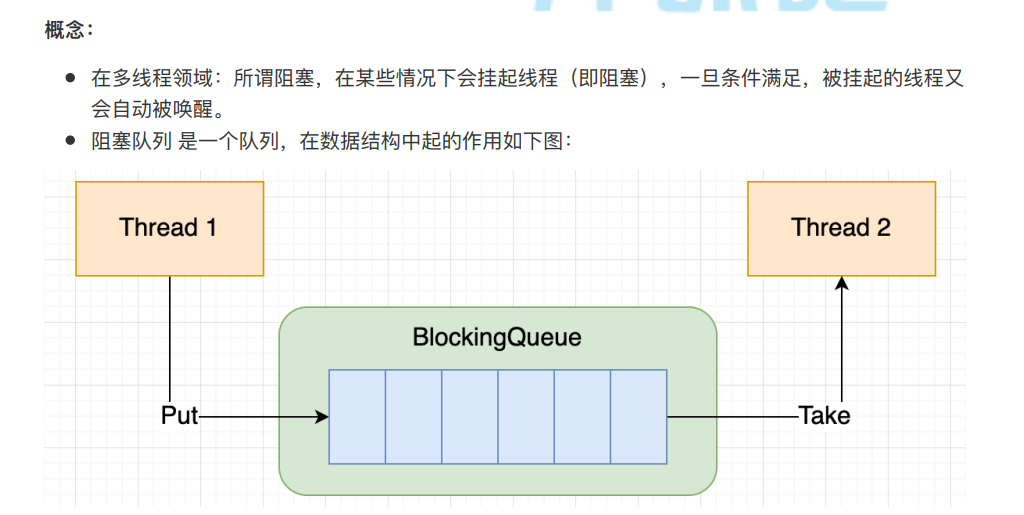 概念：
在多线程领域：所谓阻塞，在某些情况下会挂起线程（即阻塞），一旦条件满足，被挂起的线程又
会自动被唤醒。
阻塞队列 是一个队列，在数据结构中起的作用如下图：
Thread 1
Thread 2
BlockingQueue
Put
Take